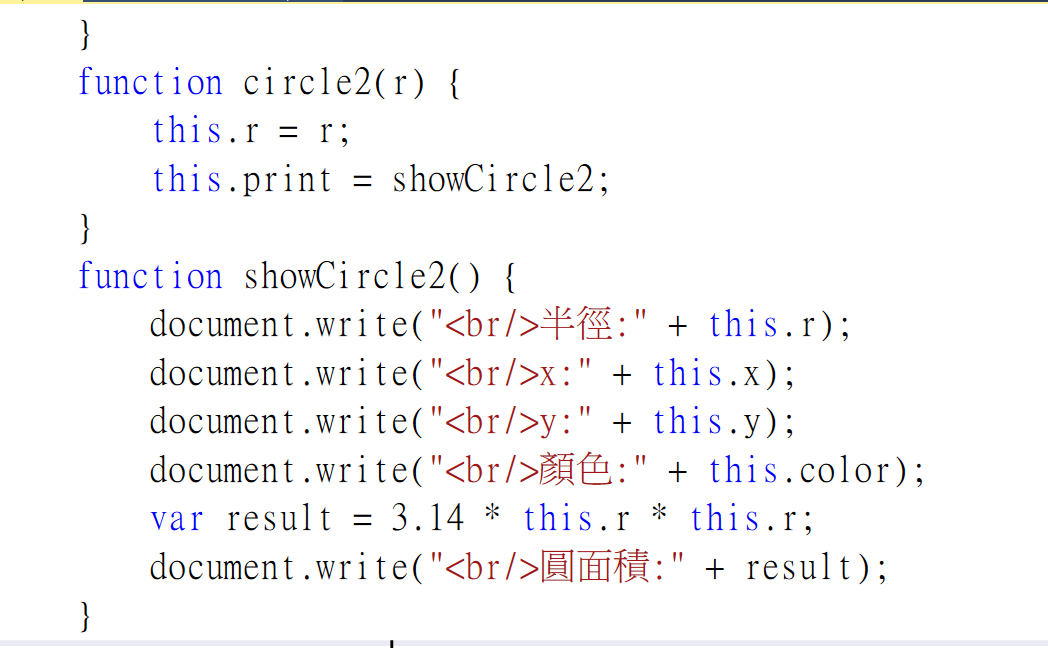 }
function circle2(r) {
    this.r = r;
    this.print = showCircle2;
}
function showCircle2() {
    document.write("<br/>半徑:" + this.r);
    document.write("<br/>x:" + this.x);
    document.write("<br/>y:" + this.y);
    document.write("<br/>顏色:" + this.color);
    var result = 3.14 * this.r * this.r;
    document.write("<br/>圓面積:" + result);
}